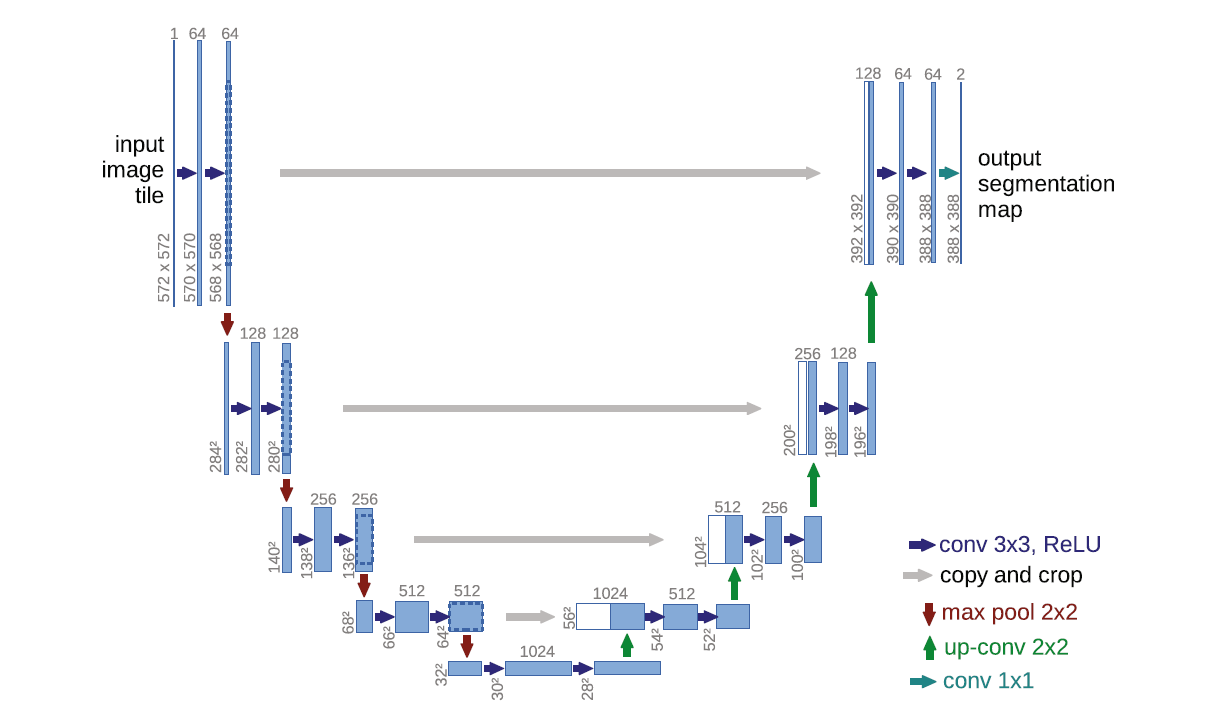 1 64 64
128 64 64 2
input
image
tile
output
segmentation
map
572 x 572
570 x 570
568 x 568
392 x 392
390 x 390
388 x 388
388 x 388
128 128
256 128
284²
282²
280²
200²
198²
196²
256 256
512 256
140²
138²
136²
104²
102²
100²
512 512
1024 512
68²
66²
64²
56²
54²
52²
1024
32²
30²
28²
conv 3x3, ReLU
copy and crop
max pool 2x2
up-conv 2x2
conv 1x1